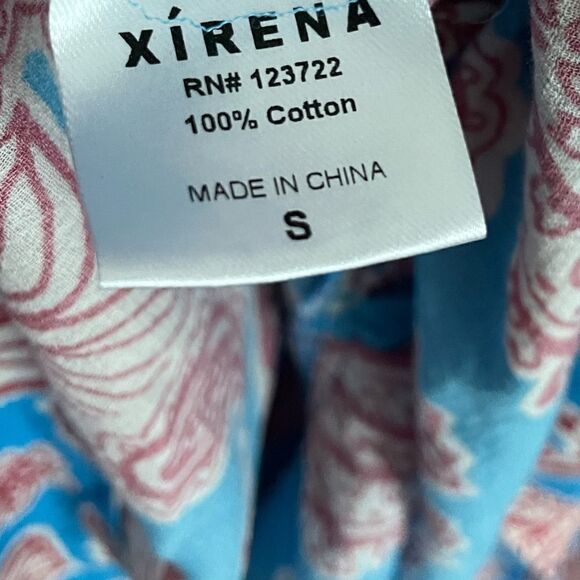 XÍRENA
RN# 123722
100% Cotton
MADE IN CHINA
S